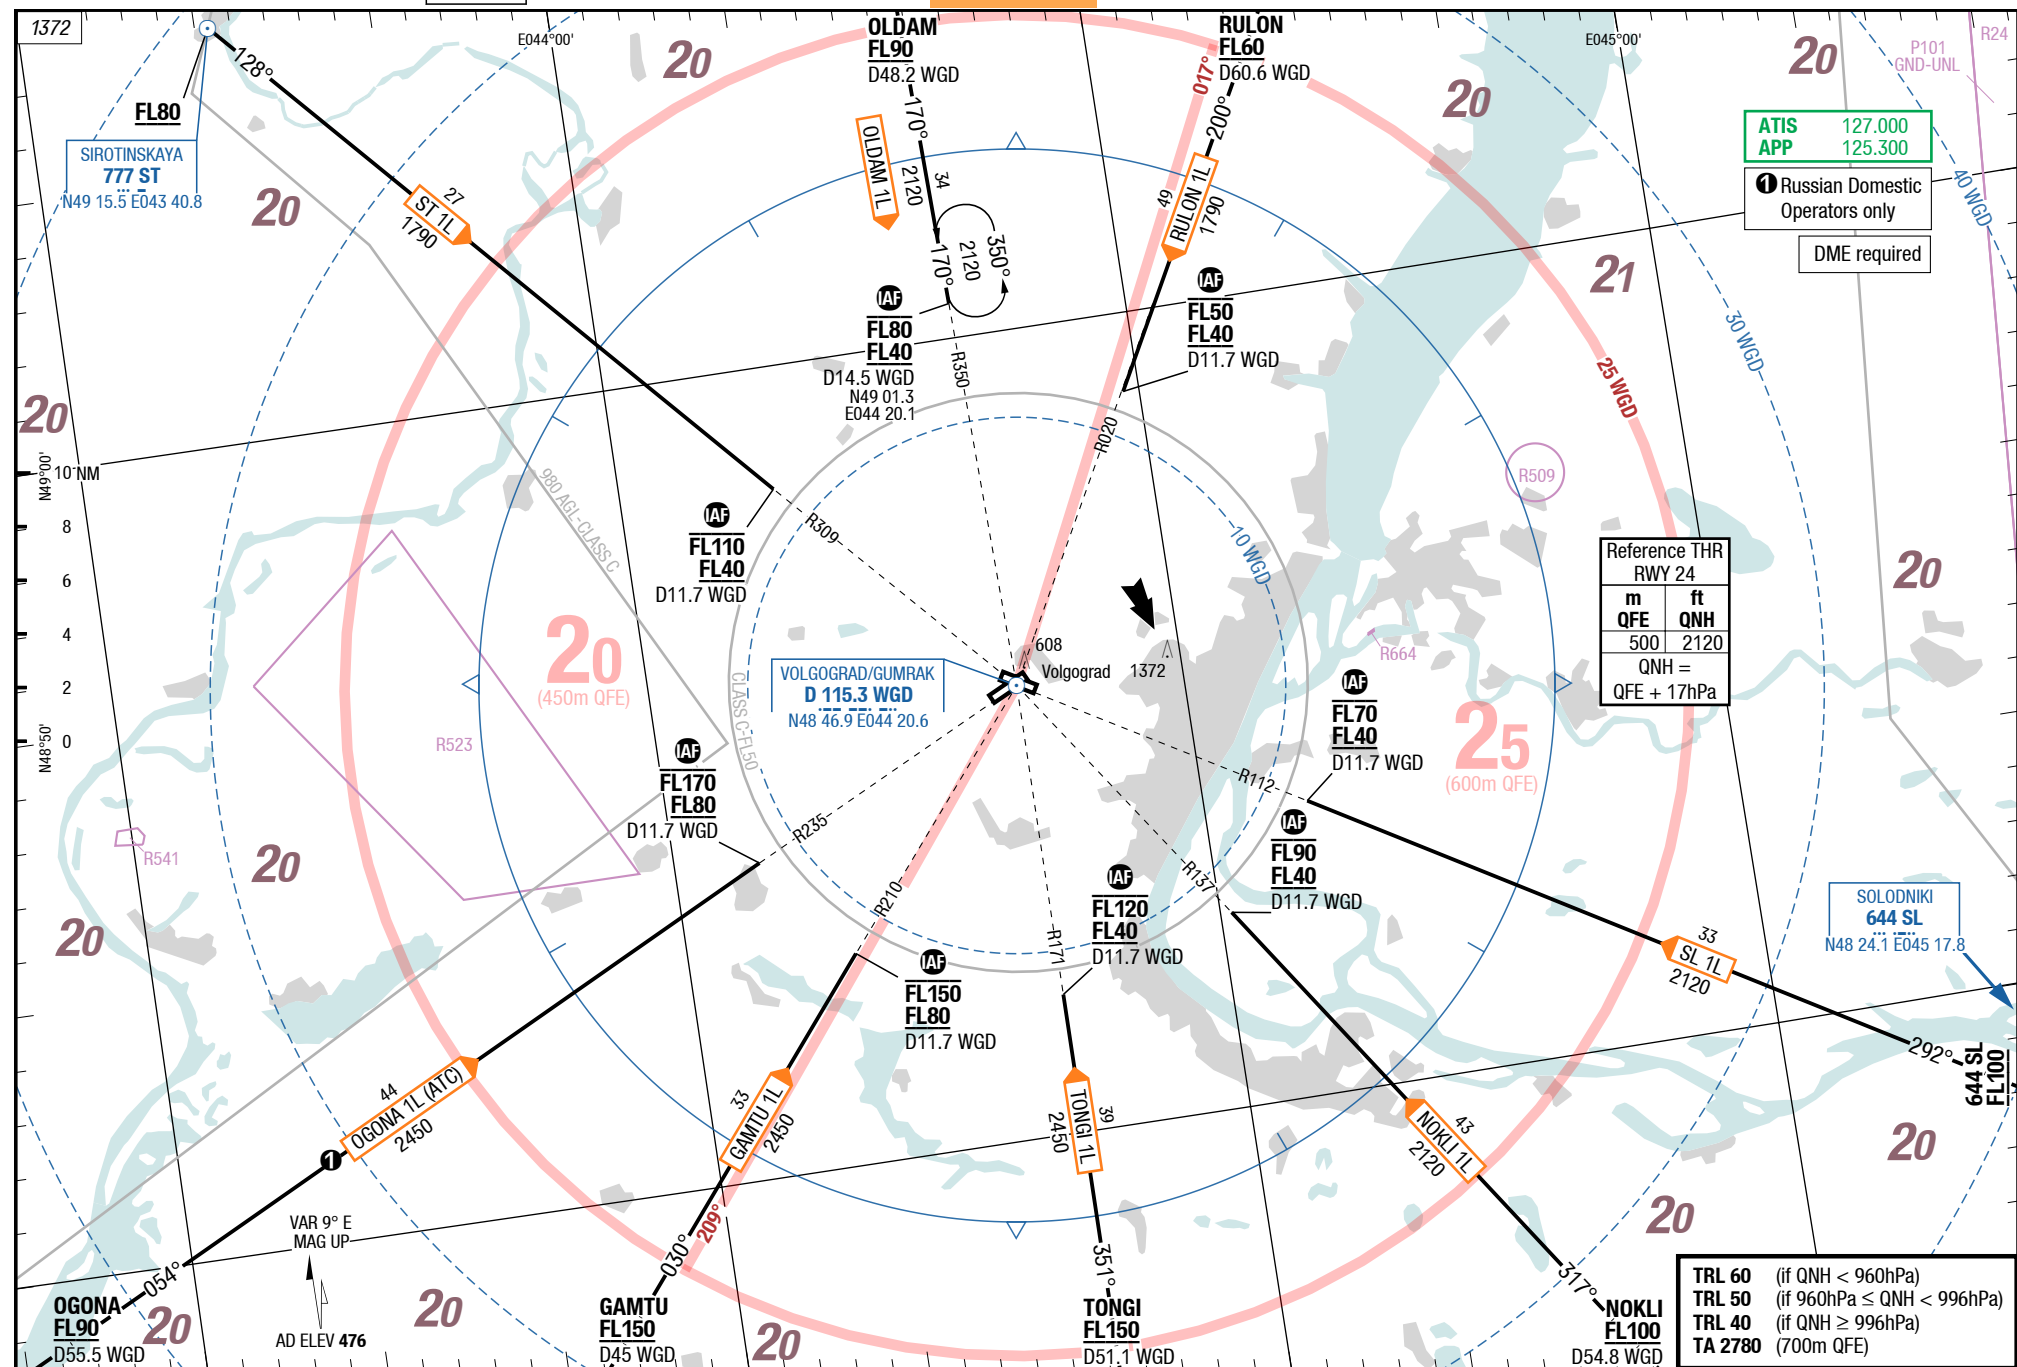 1372
128°
FL80
SIROTINSKAYA
777 ST
N49 15.5 E043 40.8
E044°00'
20
OLDAM
FL90
D48.2 WGD
RULON
FL60
D60.6 WGD
E045°00'
20
P101
GND-UNL
R24
20
ATIS 127.000
APP 125.300
1 Russian Domestic
Operators only
DME required
40 WGD
017°
200°
170°
OLDAM 1L
2120
34
49
RULON 1L
1790
20
27
ST 1L
1790
170°
2120
350°
21
30 WGD
IAF
FL80
FL40
D14.5 WGD
N49 01.3
E044 20.1
R350
IAF
FL50
FL40
D11.7 WGD
25 WGD
20
R020
N49°00'
10 NM
8
6
4
2
0
N48°50'
980 AGL-CLASS C
R509
IAF
FL110
FL40
D11.7 WGD
R309
10 WGD
Reference THR
RWY 24
m ft
QFE QNH
500 2120
QNH =
QFE + 17hPa
20
20
(450m QFE)
608
Volgograd
1372
R664
VOLGOGRAD/GUMRAK
D 115.3 WGD
N48 46.9 E044 20.6
CLASS C-FL50
IAF
FL70
FL40
D11.7 WGD
25
(600m QFE)
R523
IAF
FL170
FL80
D11.7 WGD
R235
R112
R541
20
IAF
FL90
FL40
D11.7 WGD
R137
R210
IAF
FL120
FL40
D11.7 WGD
R171
SOLODNIKI
644 SL
N48 24.1 E045 17.8
20
33
SL 1L
2120
IAF
FL150
FL80
D11.7 WGD
292°
644 SL
FL100
44
OGONA 1L (ATC)
2450
1
33
GAMTU 1L
2450
39
TONGI 1L
2450
43
NOKLI 1L
2120
20
20
VAR 9° E
MAG UP
AD ELEV 476
209°
030°
054°
351°
317°
OGONA
FL90
D55.5 WGD
20
20
GAMTU
FL150
D45 WGD
20
TONGI
FL150
D51.1 WGD
NOKLI
FL100
D54.8 WGD
TRL 60 (if QNH < 960hPa)
TRL 50 (if 960hPa ≤ QNH < 996hPa)
TRL 40 (if QNH ≥ 996hPa)
TA 2780 (700m QFE)